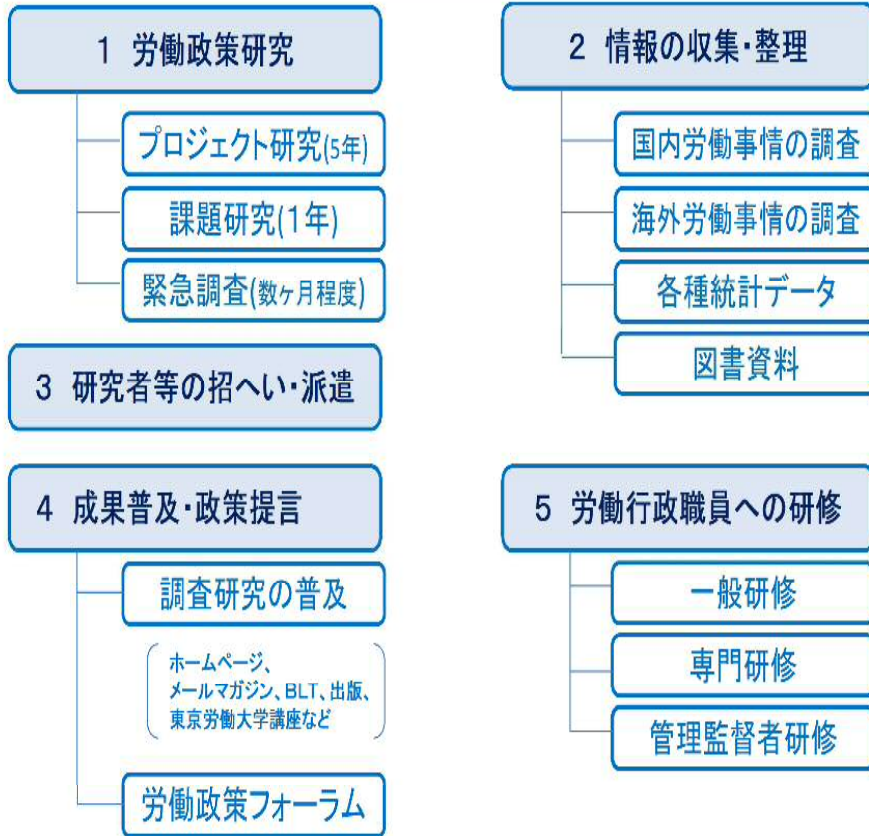 1 労働政策研究
プロジェクト研究(5年)
課題研究(1年)
緊急調査(数ヶ月程度)
2 情報の収集・整理
国内労働事情の調査
海外労働事情の調査
各種統計データ
図書資料
3 研究者等の招へい・派遣
4 成果普及・政策提言
調査研究の普及
ホームページ、
メールマガジン、BLT、出版、
東京労働大学講座など
労働政策フォーラム
5 労働行政職員への研修
一般研修
専門研修
管理監督者研修